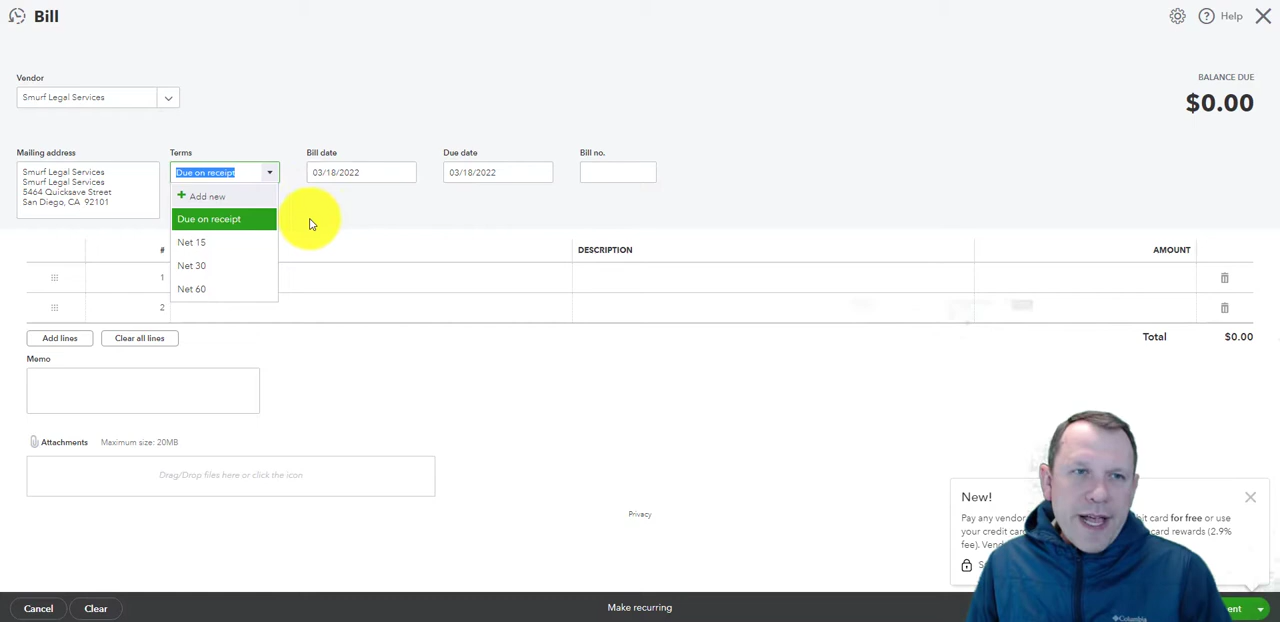 Bill
Help
Vendor
Smurf Legal Services
BALANCE DUE
$0.00
Mailing address
Smurf Legal Services
Smurf Legal Services
5464 Quicksave Street
San Diego, CA 92101
Terms
Due on receipt
Add new
Due on receipt
Net 15
Net 30
Net 60
Bill date
03/18/2022
Due date
03/18/2022
Bill no.
# DESCRIPTION AMOUNT
1
2
Add lines Clear all lines
Total $0.00
Memo
Attachments Maximum size: 20MB
Drag/Drop files here or click the icon
Privacy
New!
Pay any vendor bit card for free or use
your credit card rewards (2.9%
fee).
Cancel Clear Make recurring
Columbia